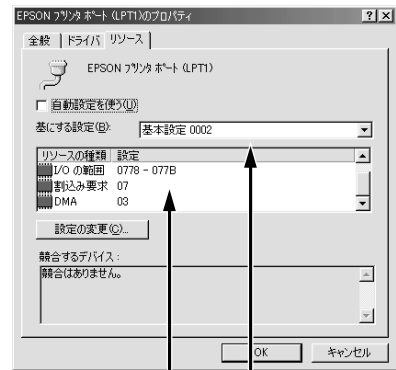 EPSON プリンタ ポート (LPT1)のプロパティ
全般 ドライバ リソース
EPSON プリンタ ポート (LPT1)
自動設定を使う(U)
基にする設定(B): 基本設定 0002
リソースの種類 設定
I/O の範囲 0778 - 077B
割込み要求 07
DMA 03
設定の変更(C)...
競合するデバイス:
競合はありません。
OK キャンセル